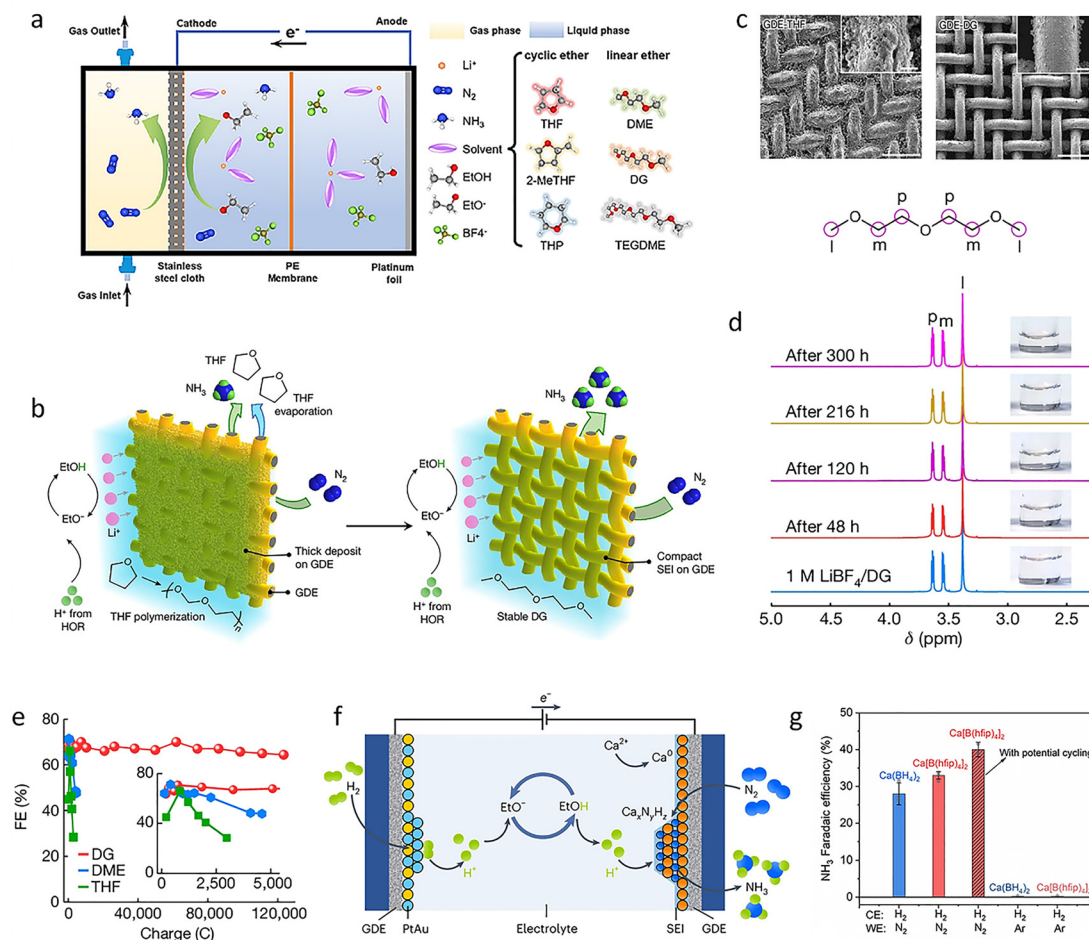 a
Gas Outlet
Cathode
Anode
e-
Gas Inlet
Stainless
steel cloth
PE
Membrane
Platinum
foil
Gas phase
Liquid phase
Li⁺
N₂
NH₃
Solvent
EtOH
EtO⁻
BF4⁻
cyclic ether
linear ether
THF
DME
2-MeTHF
DG
THP
TEGDME
c
GDE-THF
GDE-DG
b
THF
NH₃
THF
evaporation
EtOH
EtO⁻
Li⁺
N₂
Thick deposit
on GDE
GDE
H⁺ from
HOR
THF polymerization
O
O
O
n
NH₃
EtOH
EtO⁻
Li⁺
N₂
Compact
SEI on GDE
H⁺ from
HOR
Stable DG
p p
O O O
l m m l
d
p m l
After 300 h
After 216 h
After 120 h
After 48 h
1 M LiBF₄/DG
5.0 4.5 4.0 3.5 3.0 2.5
δ (ppm)
e
FE (%)
80
60
40
20
0
80
40
0
0 2,500 5,000
DG
DME
THF
0 40,000 80,000 120,000
Charge (C)
f
e⁻
H₂
H⁺
EtO⁻
EtOH
H⁺
Ca²⁺
Ca⁰
CaₓNᵧH_z
N₂
NH₃
GDE PtAu Electrolyte SEI GDE
g
NH₃ Faradaic efficiency (%)
50
40
30
20
10
0
Ca(BH₄)₂
Ca[B(hfip)₄]₂
Ca[B(hfip)₄]₂
With potential cycling
Ca(BH₄)₂
Ca[B(hfip)₄]₂
CE: H₂ H₂ H₂ H₂ H₂
WE: N₂ N₂ N₂ Ar Ar